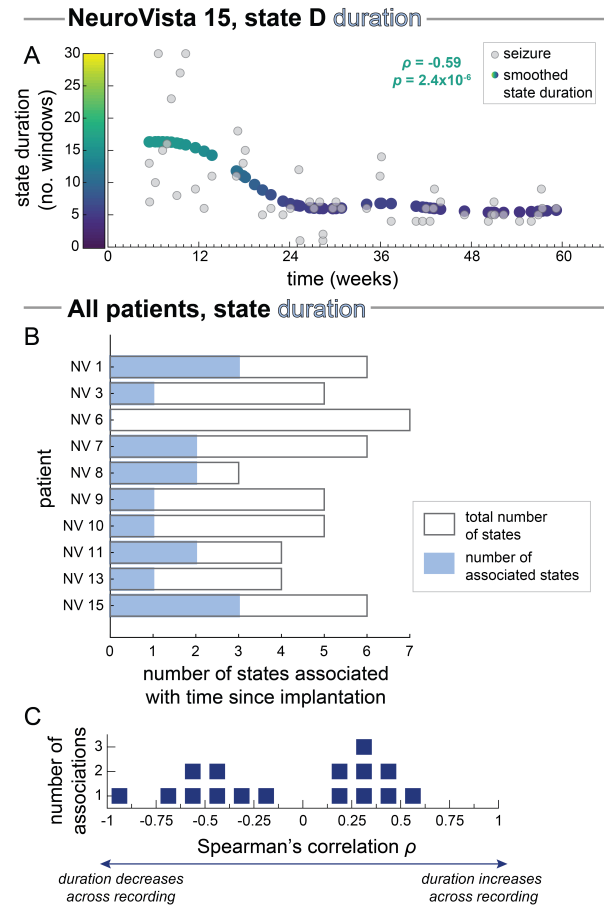 NeuroVista 15, state D duration
A
state duration
(no. windows)
30
25
20
15
10
5
0
ρ = -0.59
p = 2.4x10-6
seizure
smoothed
state duration
0 12 24 36 48 60
time (weeks)
All patients, state duration
B
patient
NV 1
NV 3
NV 6
NV 7
NV 8
NV 9
NV 10
NV 11
NV 13
NV 15
total number
of states
number of
associated states
0 1 2 3 4 5 6 7
number of states associated
with time since implantation
C
number of
associations
3
2
1
-1 -0.75 -0.5 -0.25 0 0.25 0.5 0.75 1
Spearman's correlation ρ
duration decreases
across recording
duration increases
across recording